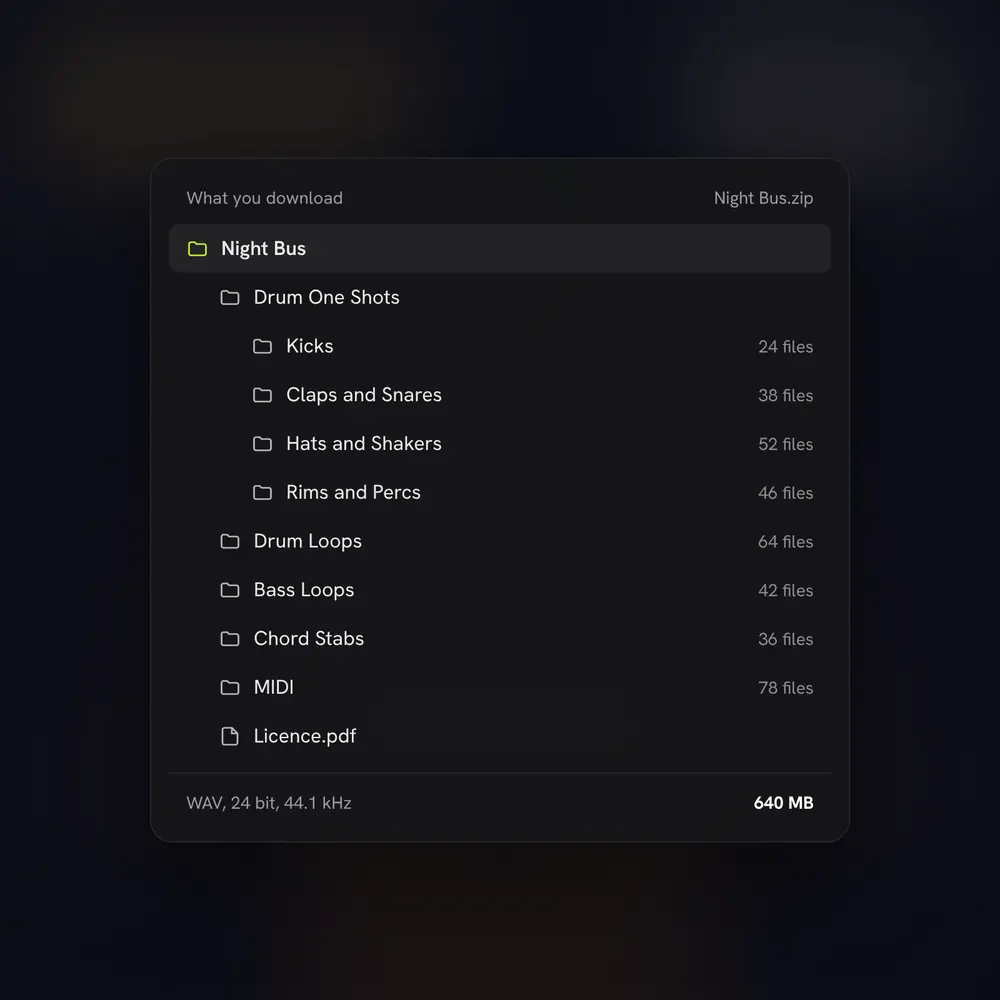 What you download Night Bus.zip
Night Bus
Drum One Shots
Kicks 24 files
Claps and Snares 38 files
Hats and Shakers 52 files
Rims and Percs 46 files
Drum Loops 64 files
Bass Loops 42 files
Chord Stabs 36 files
MIDI 78 files
Licence.pdf
WAV, 24 bit, 44.1 kHz 640 MB